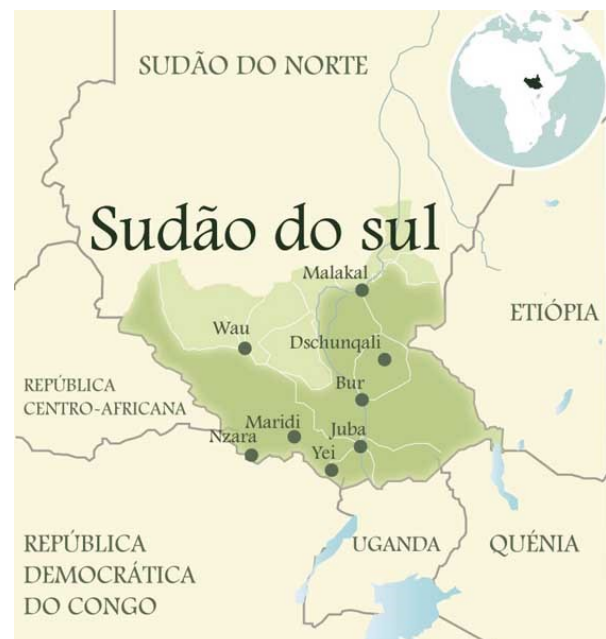 SUDÃO DO NORTE
Sudão do sul
Malakal
ETIÓPIA
Wau
Dschunqali
REPÚBLICA
CENTRO-AFRICANA
Bur
Maridi
Juba
Nzara
Yei
REPÚBLICA
DEMOCRÁTICA
DO CONGO
UGANDA
QUÉNIA